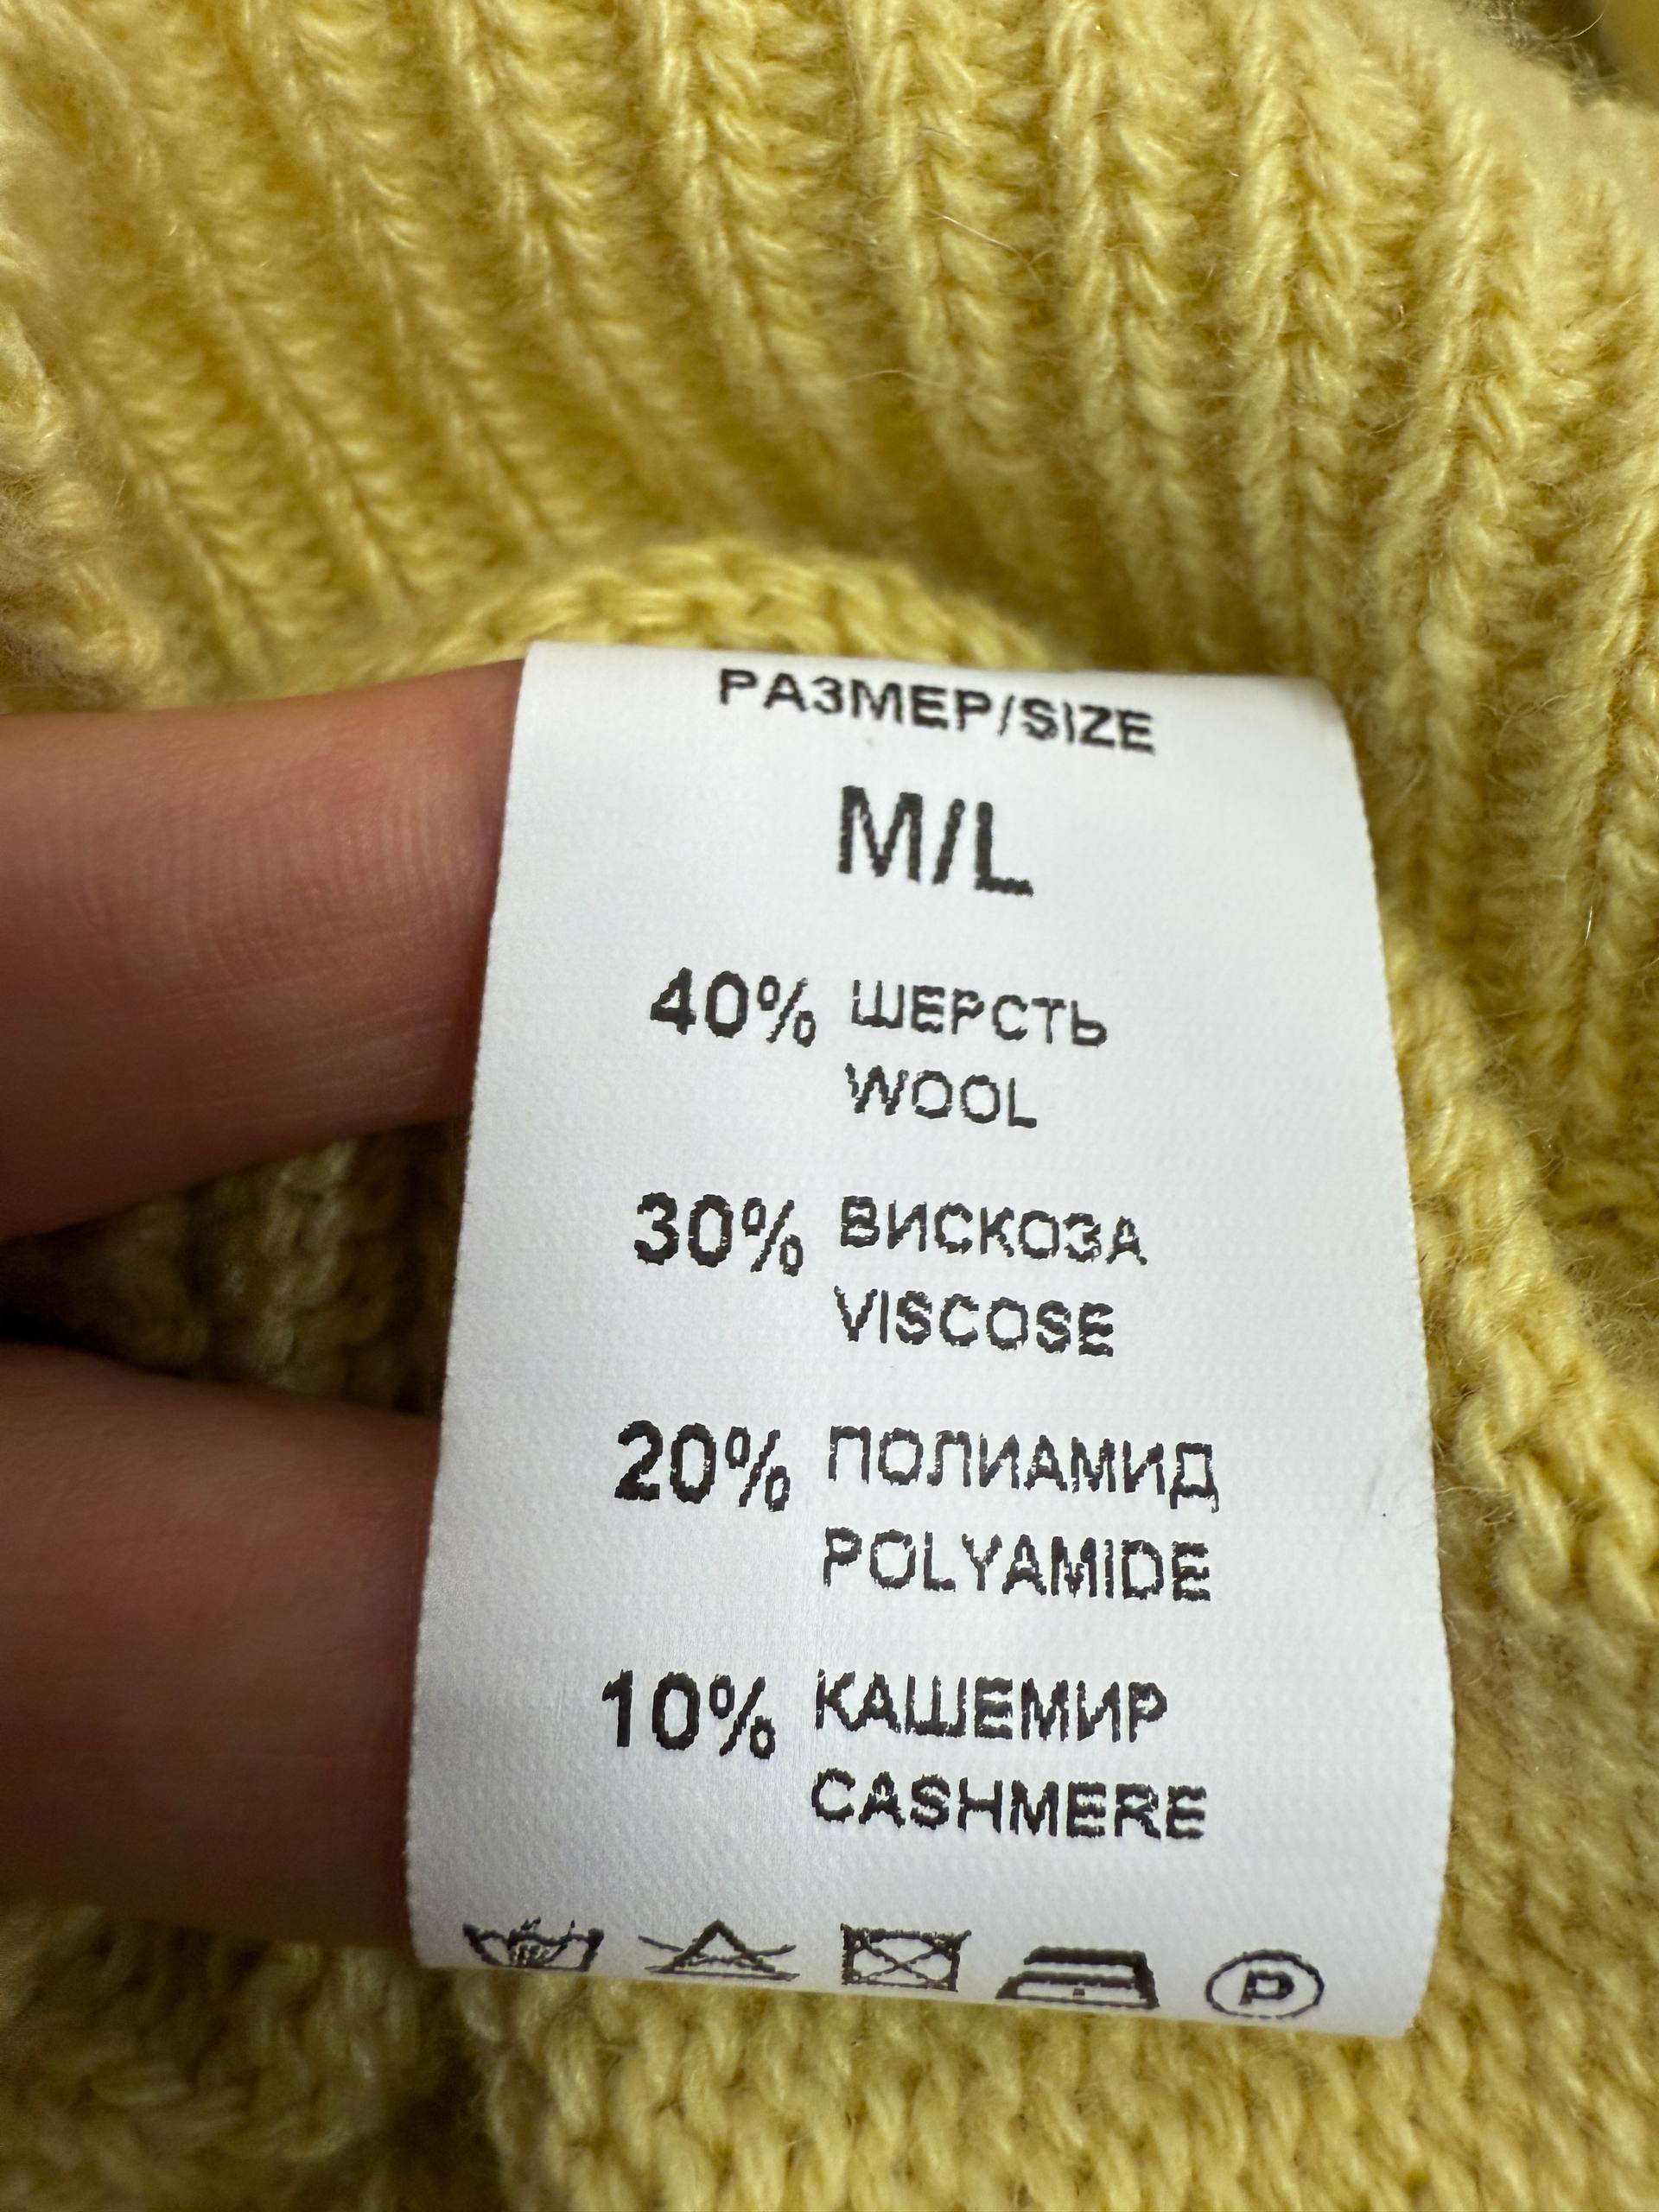 РАЗМЕР/SIZE
M/L
40% ШЕРСТЬ
WOOL
30% ВИСКОЗА
VISCOSE
20% ПОЛИАМИД
POLYAMIDE
10% КАШЕМИР
CASHMERE
P